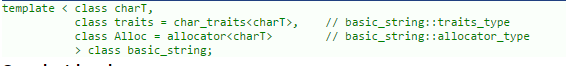 template < class charT,
           class traits = char_traits<charT>,    // basic_string::traits_type
           class Alloc = allocator<charT>        // basic_string::allocator_type
           > class basic_string;